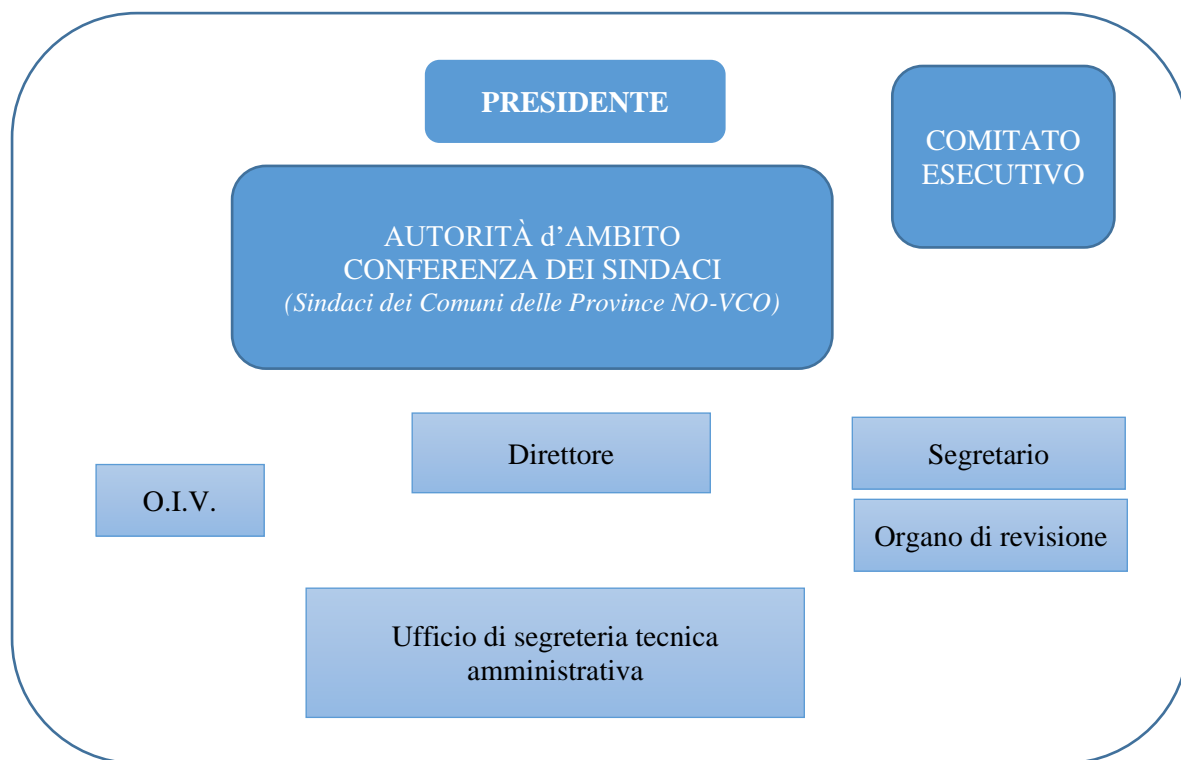 PRESIDENTE
COMITATO
ESECUTIVO
AUTORITÀ d’AMBITO
CONFERENZA DEI SINDACI
(Sindaci dei Comuni delle Province NO-VCO)
Direttore
Segretario
O.I.V.
Organo di revisione
Ufficio di segreteria tecnica
amministrativa